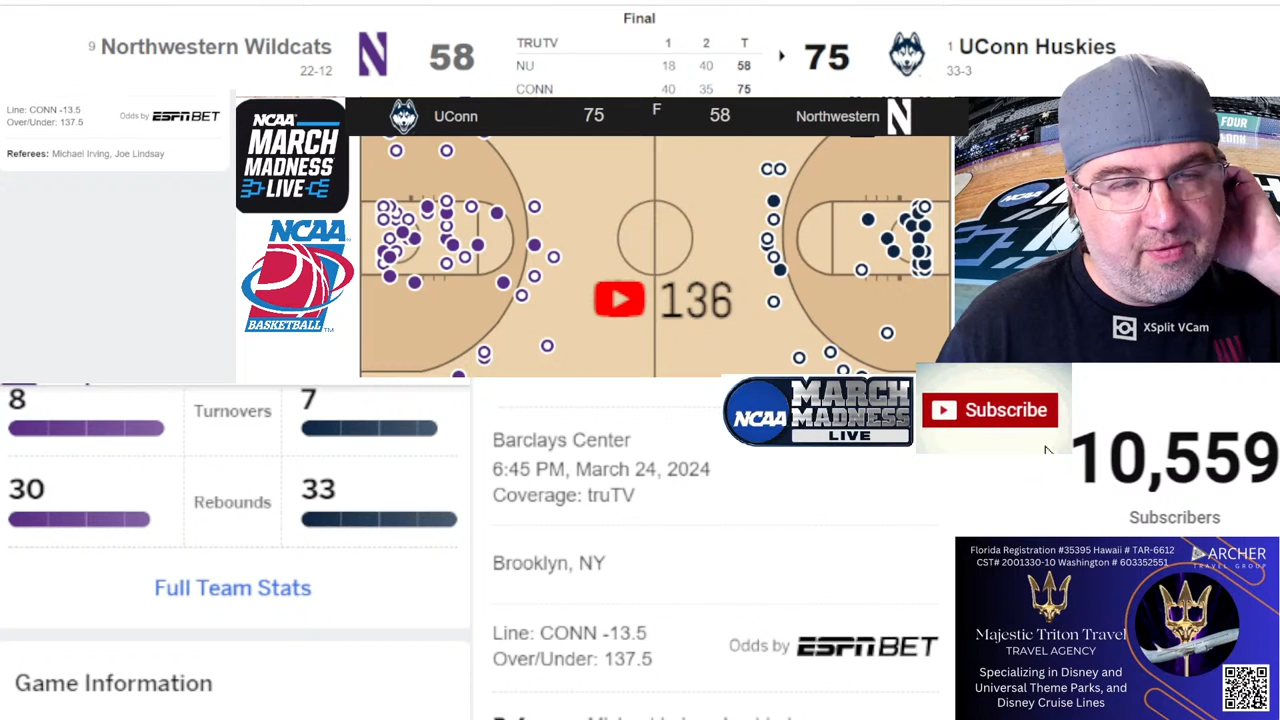 Final
9 Northwestern Wildcats
22-12
N
58
TRUTV 1 2 T
NU 18 40 58
CONN 40 35 75
75
1 UConn Huskies
33-3
Line: CONN -13.5
Over/Under: 137.5
Odds by ESPN BET
Referees: Michael Irving, Joe Lindsay
NCAA
MARCH
MADNESS
LIVE
UConn 75 F 58 Northwestern N
NCAA
BASKETBALL™
136
FOUR
NCAA
XSplit VCam
8 Turnovers 7
30 Rebounds 33
Full Team Stats
Game Information
Barclays Center
6:45 PM, March 24, 2024
Coverage: truTV
Brooklyn, NY
Line: CONN -13.5
Over/Under: 137.5
Odds by ESPN BET
NCAA
MARCH
MADNESS
LIVE
Subscribe
10,559
Subscribers
Florida Registration #35395 Hawaii # TAR-6612
CST# 2001330-10 Washington # 603352551
ARCHER
TRAVEL GROUP
Majestic Triton Travel
TRAVEL AGENCY
Specializing in Disney and
Universal Theme Parks, and
Disney Cruise Lines